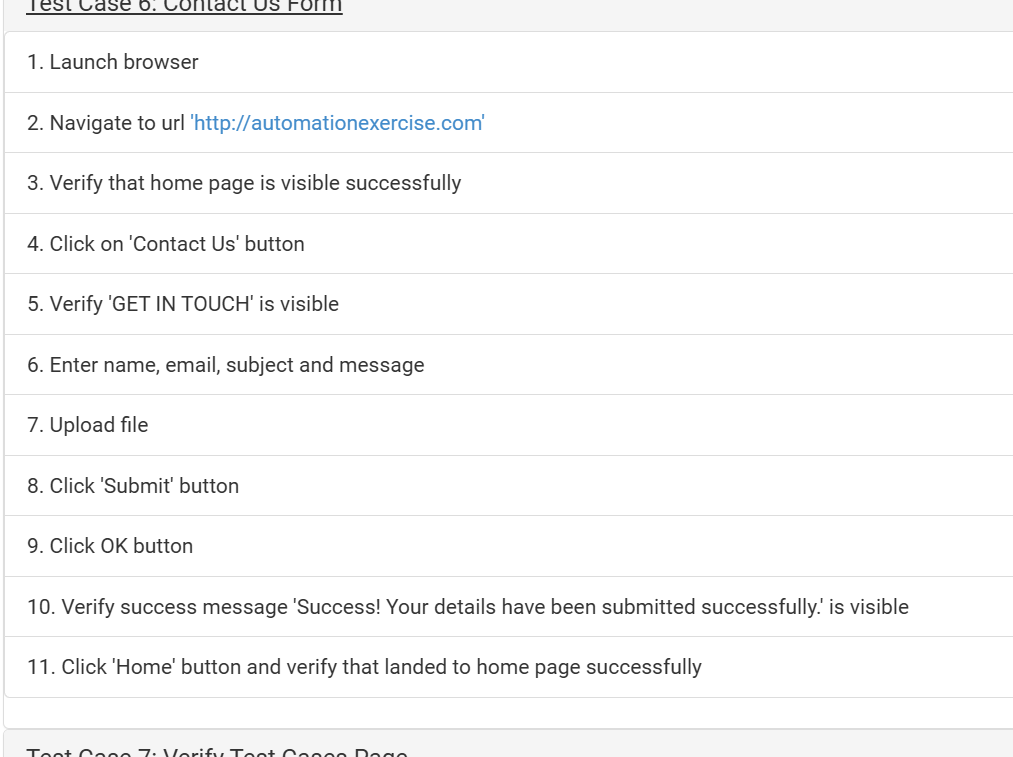 Test Case 6: Contact Us Form
1. Launch browser
2. Navigate to url 'http://automationexercise.com'
3. Verify that home page is visible successfully
4. Click on 'Contact Us' button
5. Verify 'GET IN TOUCH' is visible
6. Enter name, email, subject and message
7. Upload file
8. Click 'Submit' button
9. Click OK button
10. Verify success message 'Success! Your details have been submitted successfully.' is visible
11. Click 'Home' button and verify that landed to home page successfully
Test Case 7: Verify Test Cases Page